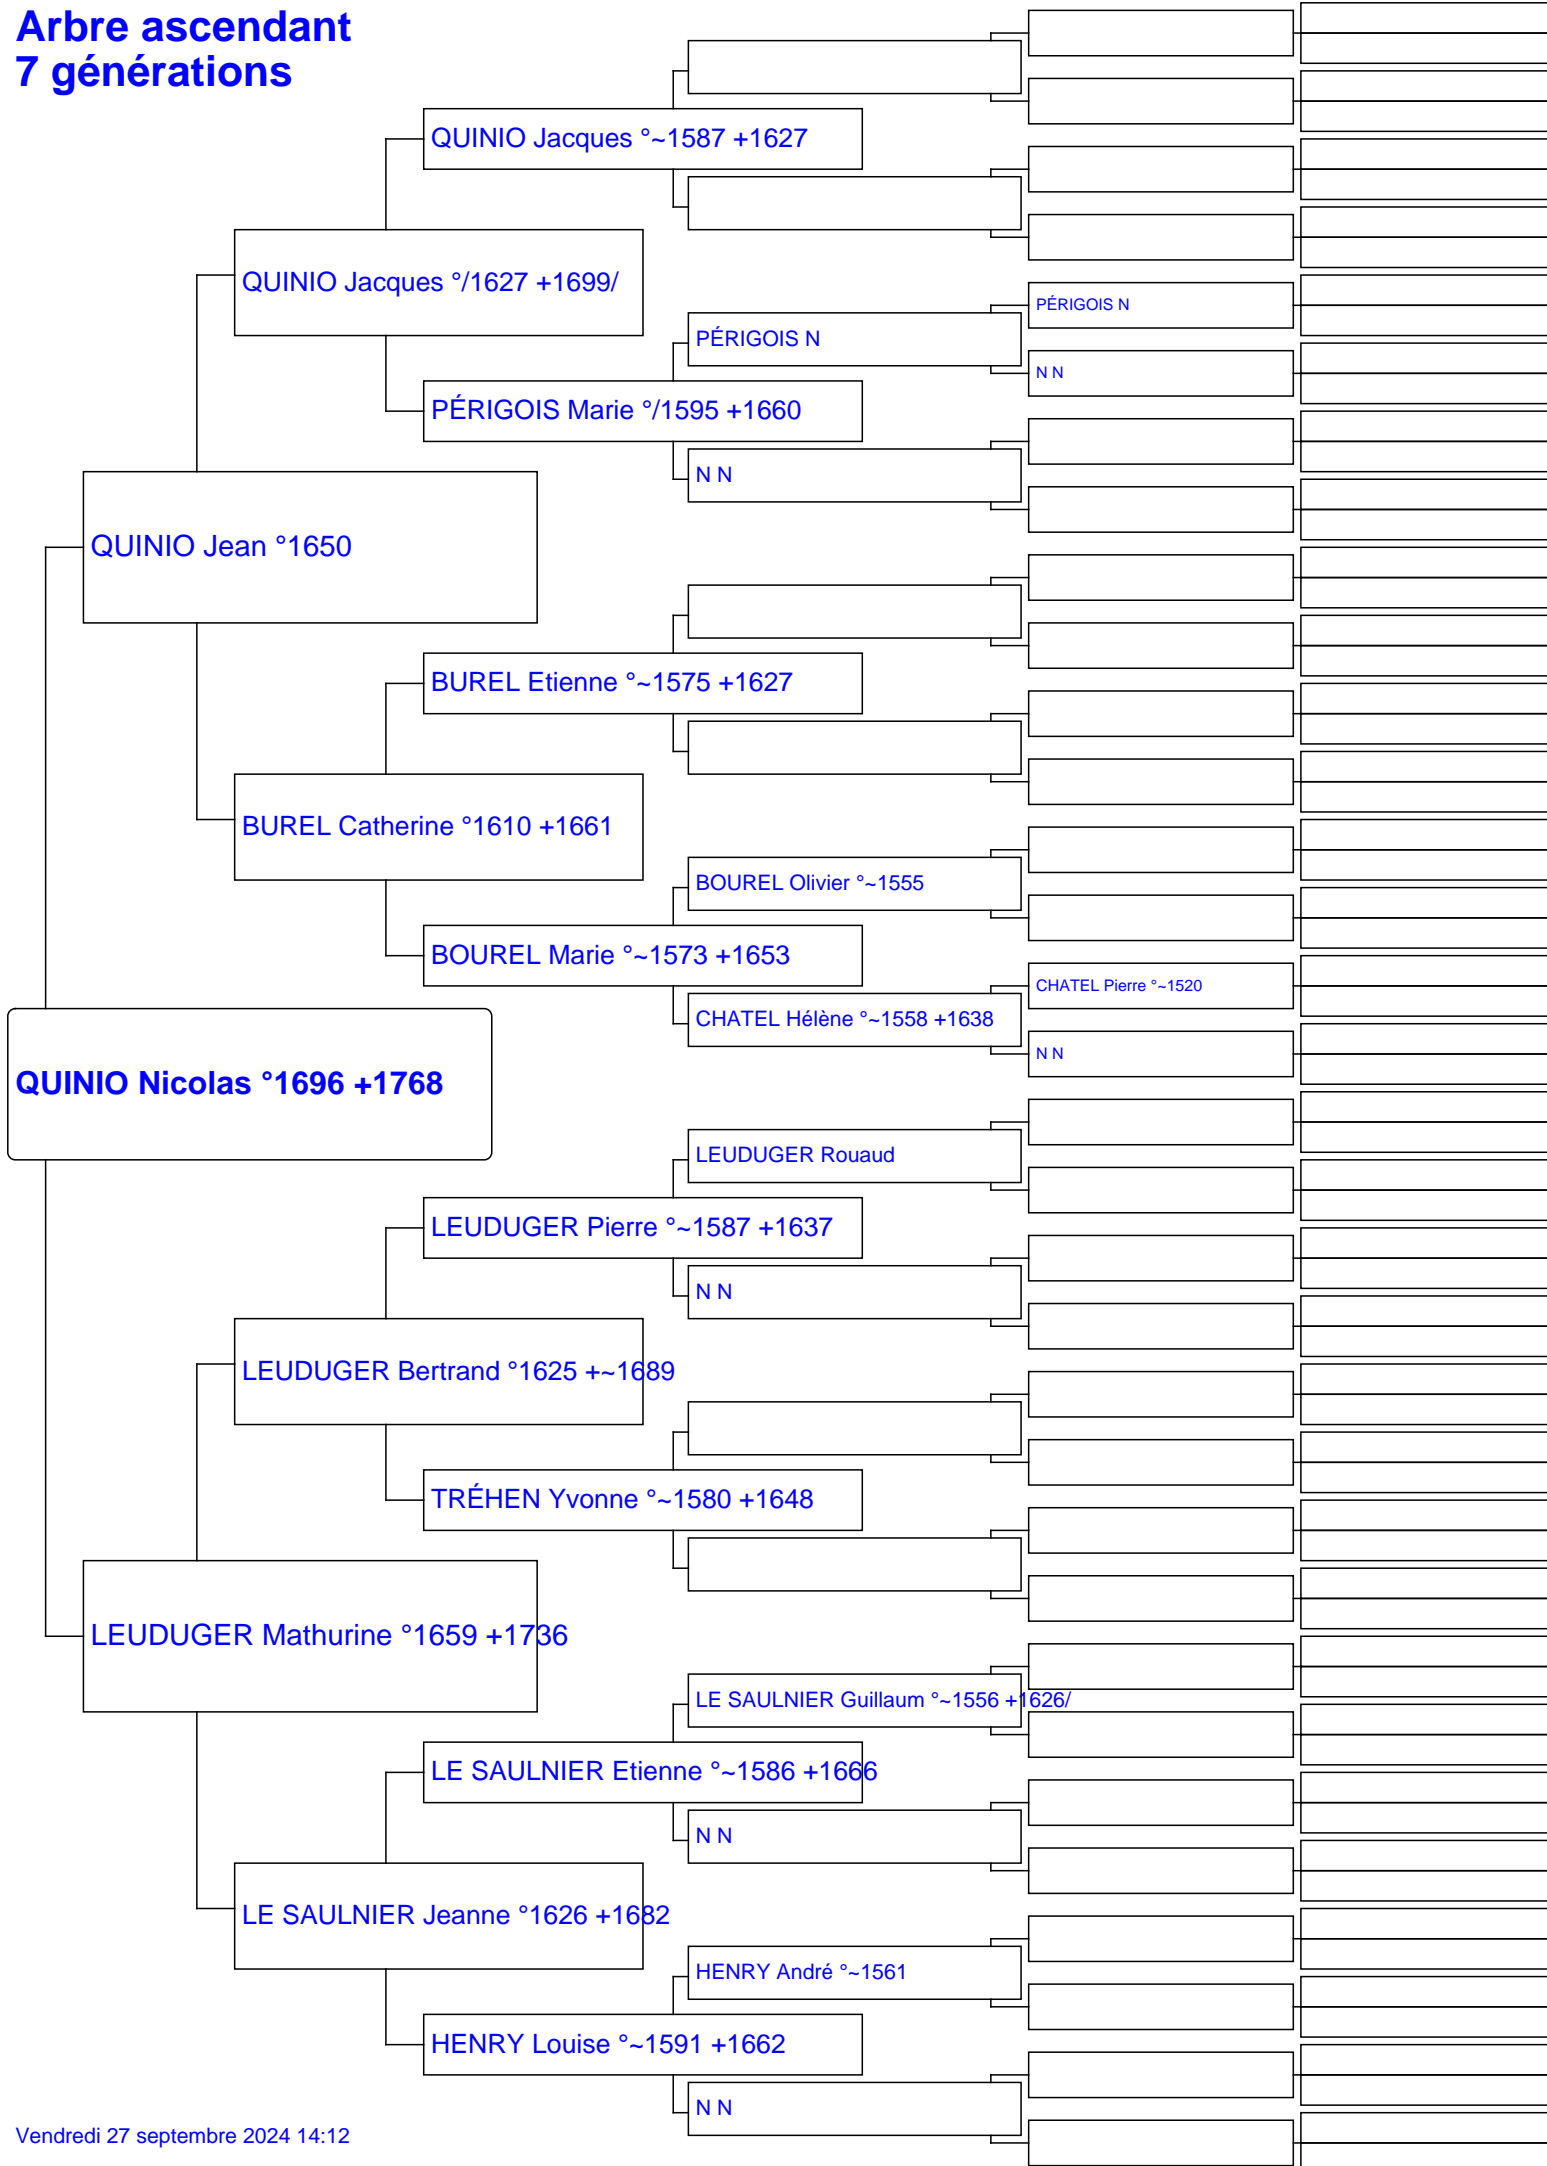 Arbre ascendant
7 générations
QUINIO Jacques °~1587 +1627
QUINIO Jacques °/1627 +1699/
PÉRIGOIS N
PÉRIGOIS N
N N
PÉRIGOIS Marie °/1595 +1660
N N
QUINIO Jean °1650
BUREL Etienne °~1575 +1627
BUREL Catherine °1610 +1661
BOUREL Olivier °~1555
BOUREL Marie °~1573 +1653
CHATEL Pierre °~1520
CHATEL Hélène °~1558 +1638
N N
QUINIO Nicolas °1696 +1768
LEUDUGER Rouaud
LEUDUGER Pierre °~1587 +1637
N N
LEUDUGER Bertrand °1625 +~1689
TRÉHEN Yvonne °~1580 +1648
LEUDUGER Mathurine °1659 +1736
LE SAULNIER Guillaum °~1556 +1626/
LE SAULNIER Etienne °~1586 +1666
N N
LE SAULNIER Jeanne °1626 +1682
HENRY André °~1561
HENRY Louise °~1591 +1662
N N
Vendredi 27 septembre 2024 14:12